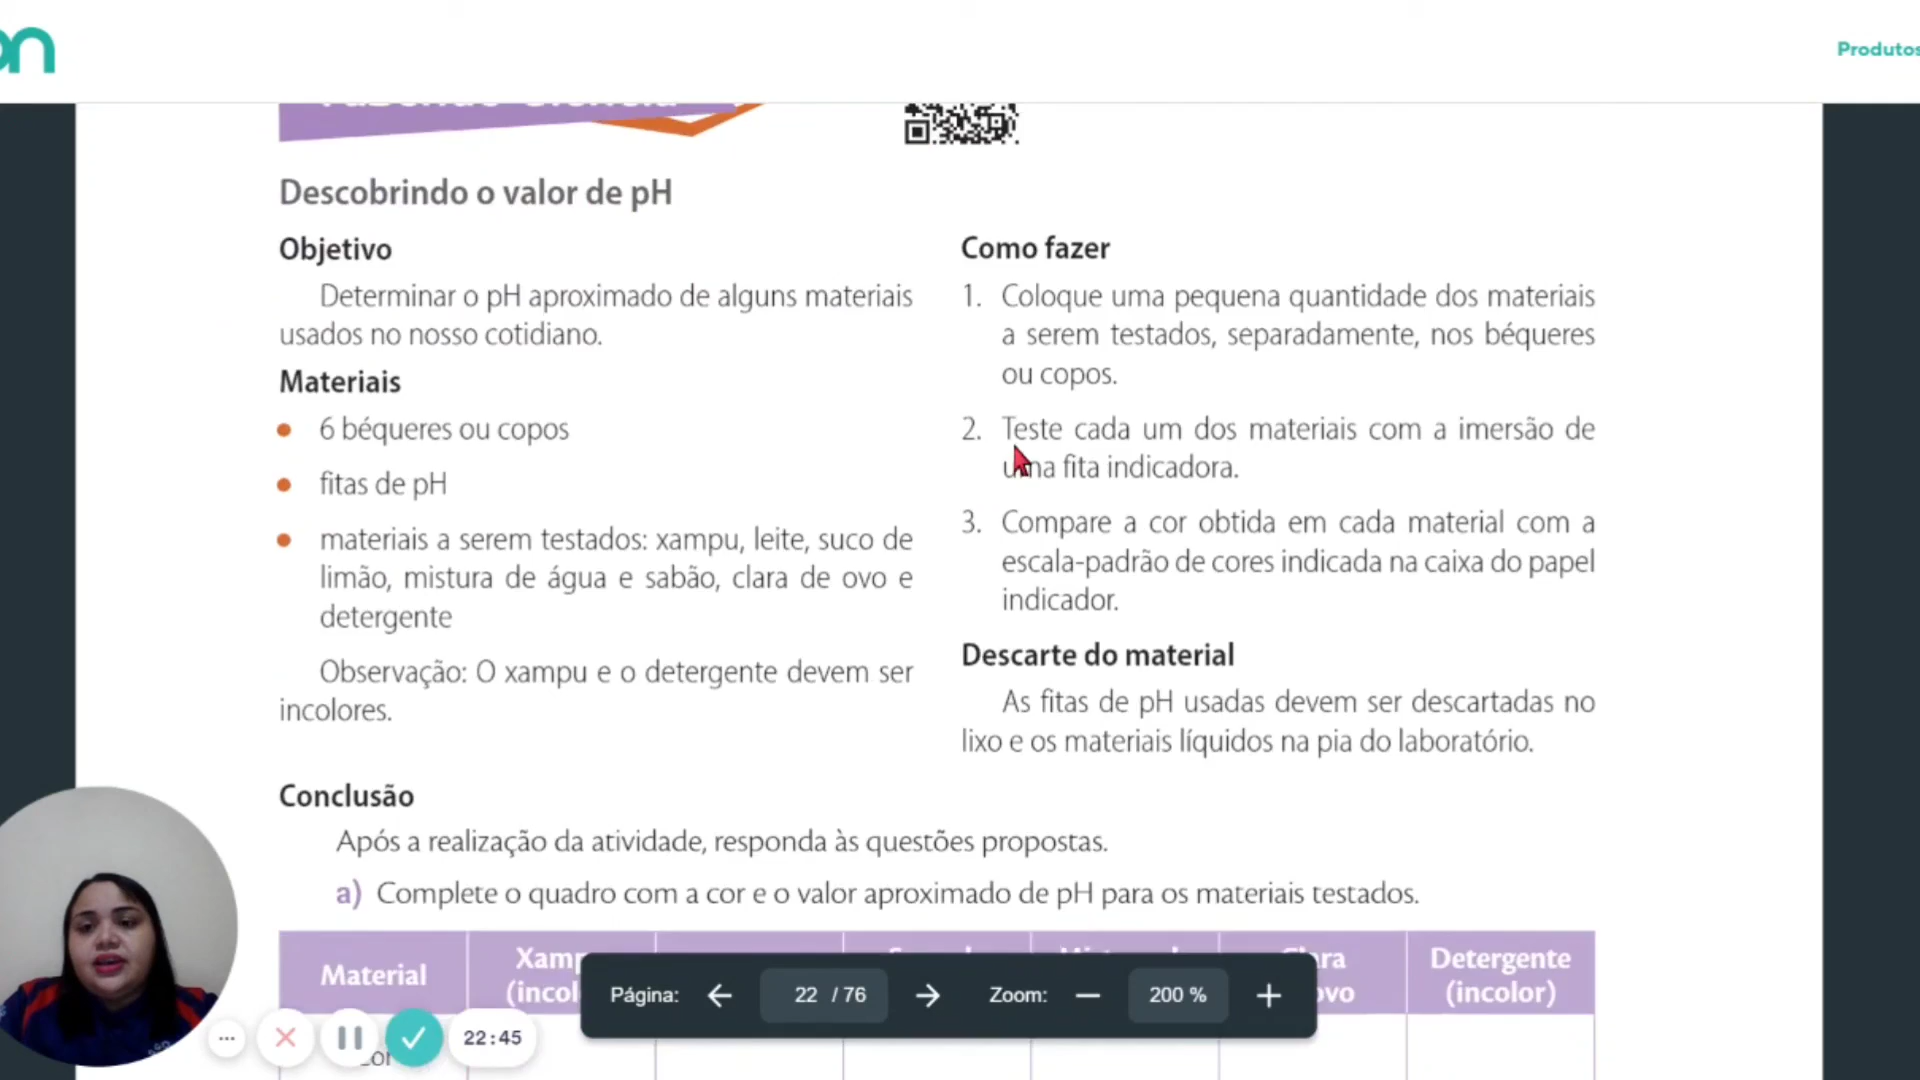 on
Produtos
Fazendo Ciência
Descobrindo o valor de pH
Objetivo
Determinar o pH aproximado de alguns materiais
usados no nosso cotidiano.
Materiais
6 béqueres ou copos
fitas de pH
materiais a serem testados: xampu, leite, suco de
limão, mistura de água e sabão, clara de ovo e
detergente
Observação: O xampu e o detergente devem ser
incolores.
Como fazer
1. Coloque uma pequena quantidade dos materiais
a serem testados, separadamente, nos béqueres
ou copos.
2. Teste cada um dos materiais com a imersão de
uma fita indicadora.
3. Compare a cor obtida em cada material com a
escala-padrão de cores indicada na caixa do papel
indicador.
Descarte do material
As fitas de pH usadas devem ser descartadas no
lixo e os materiais líquidos na pia do laboratório.
Conclusão
Após a realização da atividade, responda às questões propostas.
a) Complete o quadro com a cor e o valor aproximado de pH para os materiais testados.
Material
Xamp
(incol
ovo
Detergente
(incolor)
Página: 22 / 76 Zoom: 200 %
22:45